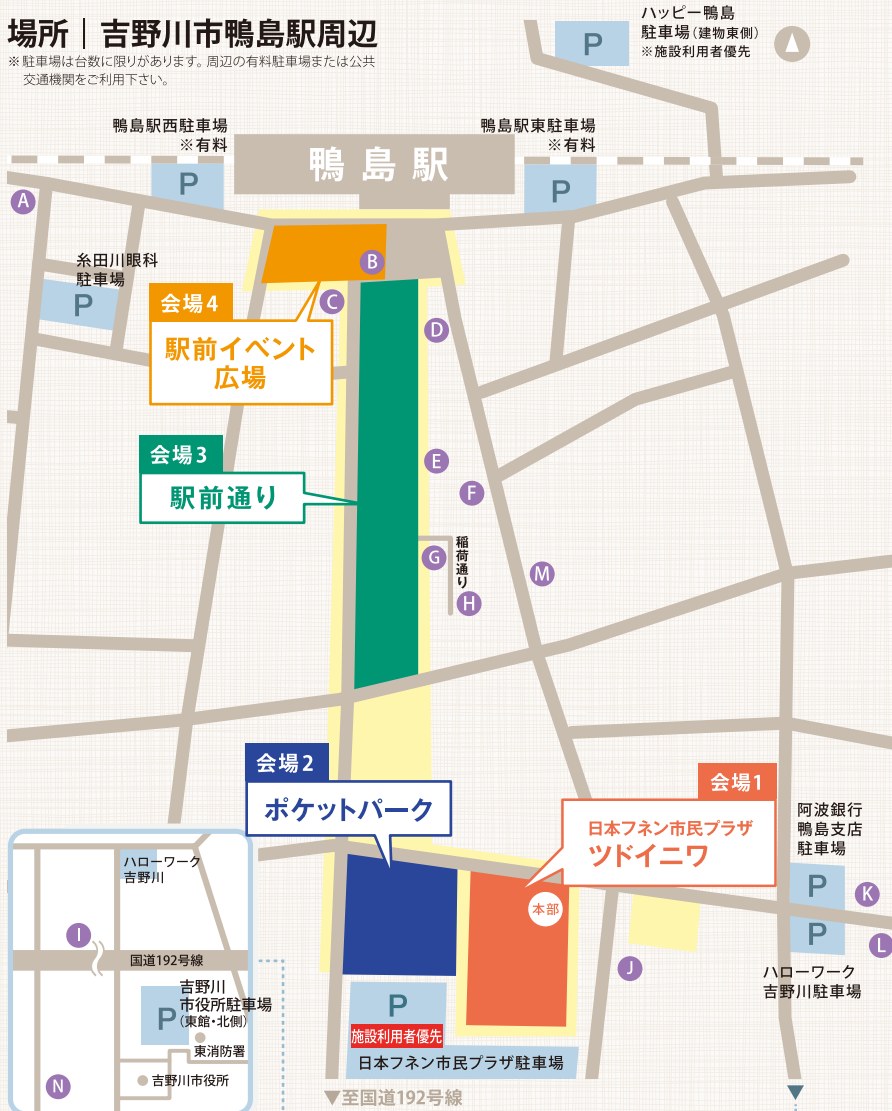 場所｜吉野川市鴨島駅周辺
※駐車場は台数に限りがあります。周辺の有料駐車場または公共
交通機関をご利用下さい。
ハッピー鴨島
駐車場（建物東側）
※施設利用者優先
P
鴨島駅西駐車場
※有料
P
鴨島駅
鴨島駅東駐車場
※有料
P
A
糸田川眼科
駐車場
P
B
C
D
会場4
駅前イベント
広場
会場3
駅前通り
E
F
G
稲荷通り
H
M
会場2
ポケットパーク
会場1
日本フネン市民プラザ
ツドイニワ
本部
阿波銀行
鴨島支店
駐車場
P
K
P
L
ハローワーク
吉野川駐車場
J
P
施設利用者優先
日本フネン市民プラザ駐車場
▼至国道192号線
ハローワーク
吉野川
I
国道192号線
吉野川
市役所駐車場
（東館・北側）
P
東消防署
吉野川市役所
N